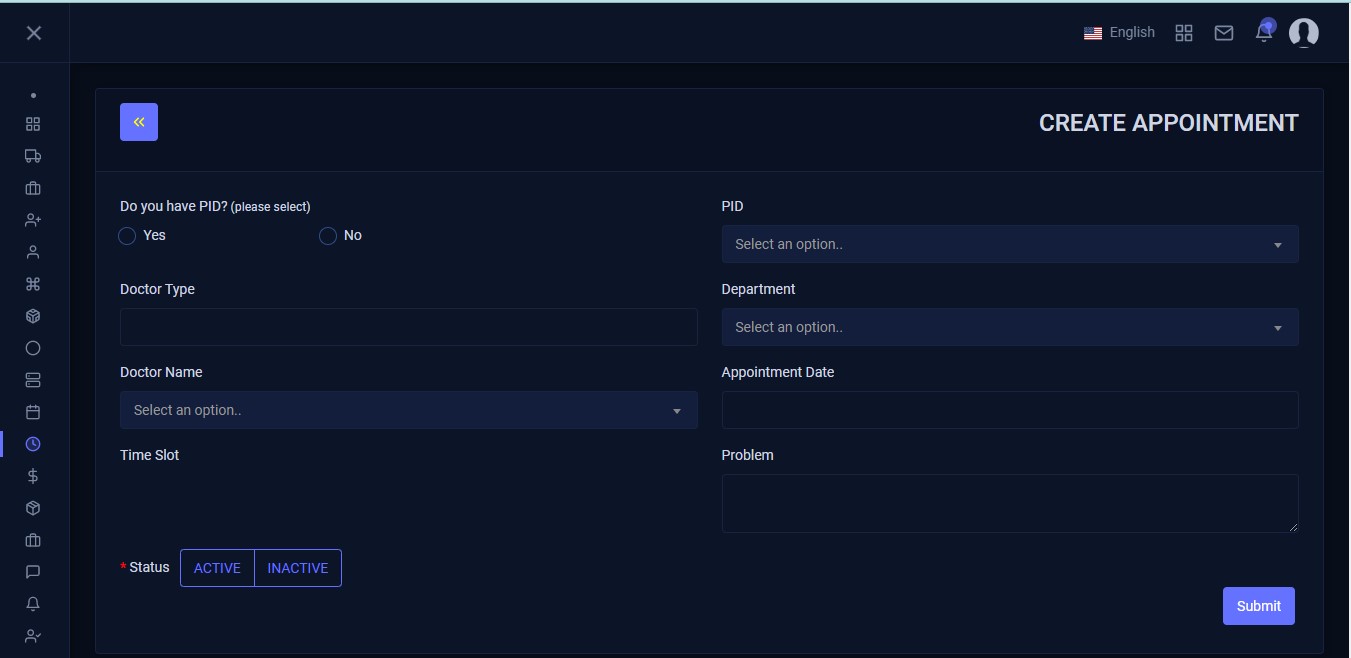 English
CREATE APPOINTMENT
Do you have PID? (please select)
Yes
No
PID
Select an option..
Doctor Type
Department
Select an option..
Doctor Name
Select an option..
Appointment Date
Time Slot
Problem
* Status
ACTIVE
INACTIVE
Submit